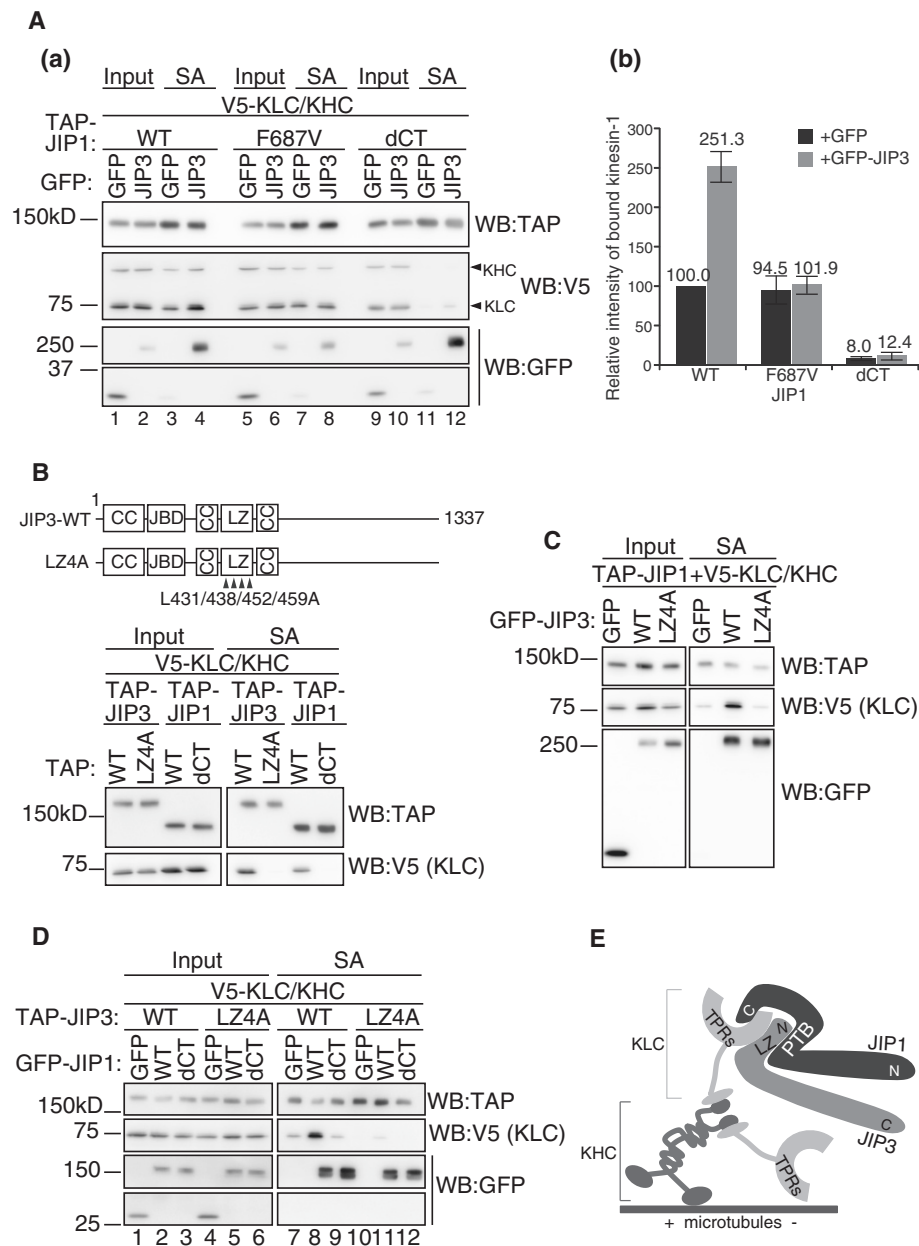 A
(a)
Input SA Input SA Input SA
V5-KLC/KHC
TAP-
JIP1: WT F687V dCT
GFP: GFP JIP3 GFP JIP3 GFP JIP3 GFP JIP3 GFP JIP3 GFP JIP3
150kD WB:TAP
KHC
WB:V5
75 KLC
250
WB:GFP
37
1 2 3 4 5 6 7 8 9 10 11 12
(b)
Relative intensity of bound kinesin-1
300
250
200
150
100
50
0
+GFP
+GFP-JIP3
251.3
100.0
94.5 101.9
8.0 12.4
WT F687V dCT
JIP1
B
1
JIP3-WT CC JBD CC LZ CC 1337
LZ4A CC JBD CC LZ CC
L431/438/452/459A
Input SA
V5-KLC/KHC
TAP- TAP- TAP- TAP-
JIP3 JIP1 JIP3 JIP1
TAP: WT LZ4A WT dCT WT LZ4A WT dCT
150kD WB:TAP
75 WB:V5 (KLC)
C
Input SA
TAP-JIP1+V5-KLC/KHC
GFP-JIP3: GFP WT LZ4A GFP WT LZ4A
150kD WB:TAP
75 WB:V5 (KLC)
250
WB:GFP
D
Input SA
V5-KLC/KHC
TAP-JIP3: WT LZ4A WT LZ4A
GFP-JIP1: GFP WT dCT GFP WT dCT GFP WT dCT GFP WT dCT
150kD WB:TAP
75 WB:V5 (KLC)
150
WB:GFP
25
1 2 3 4 5 6 7 8 9 10 11 12
E
KLC
TPRs
C
LZ N
PTB
JIP1
N
C
JIP3
KHC
TPRs
+ microtubules -